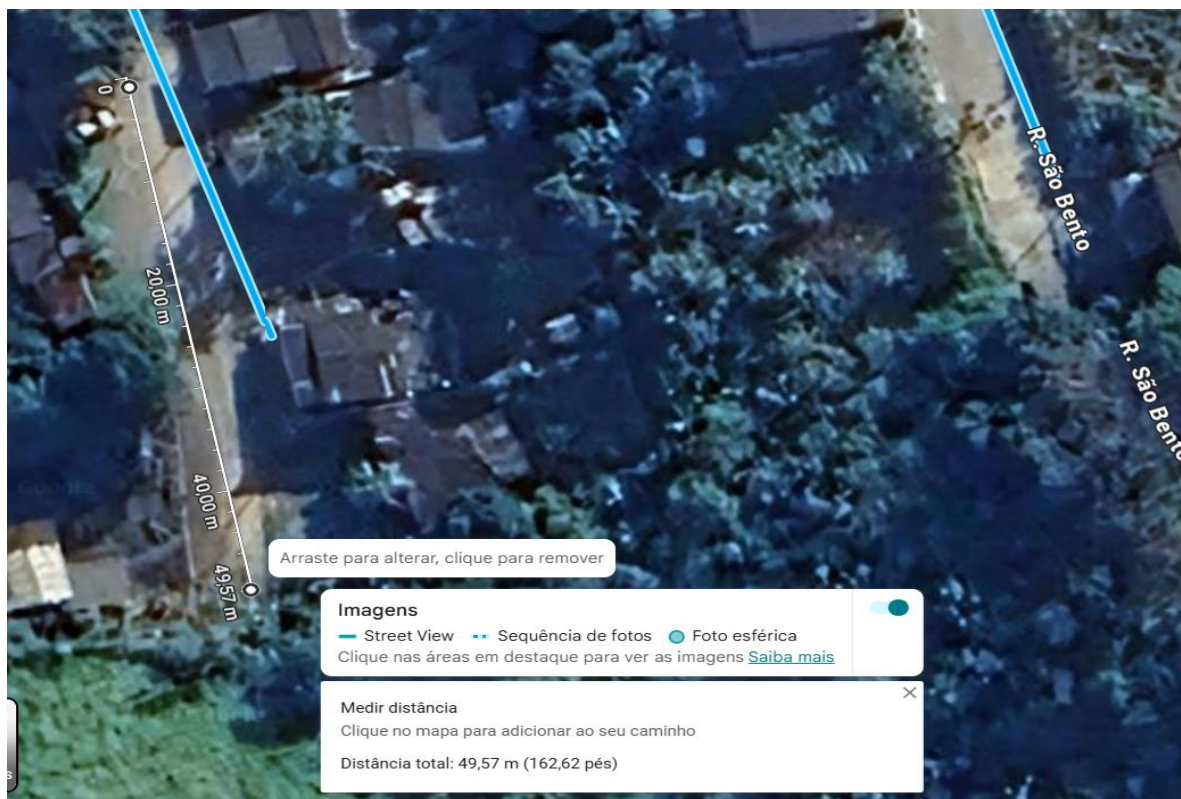 0
R. São Bento
20,00 m
R. São Bento
40,00 m
49,57 m
Arraste para alterar, clique para remover
Imagens
Street View Sequência de fotos Foto esférica
Clique nas áreas em destaque para ver as imagens Saiba mais
Medir distância
Clique no mapa para adicionar ao seu caminho
Distância total: 49,57 m (162,62 pés)